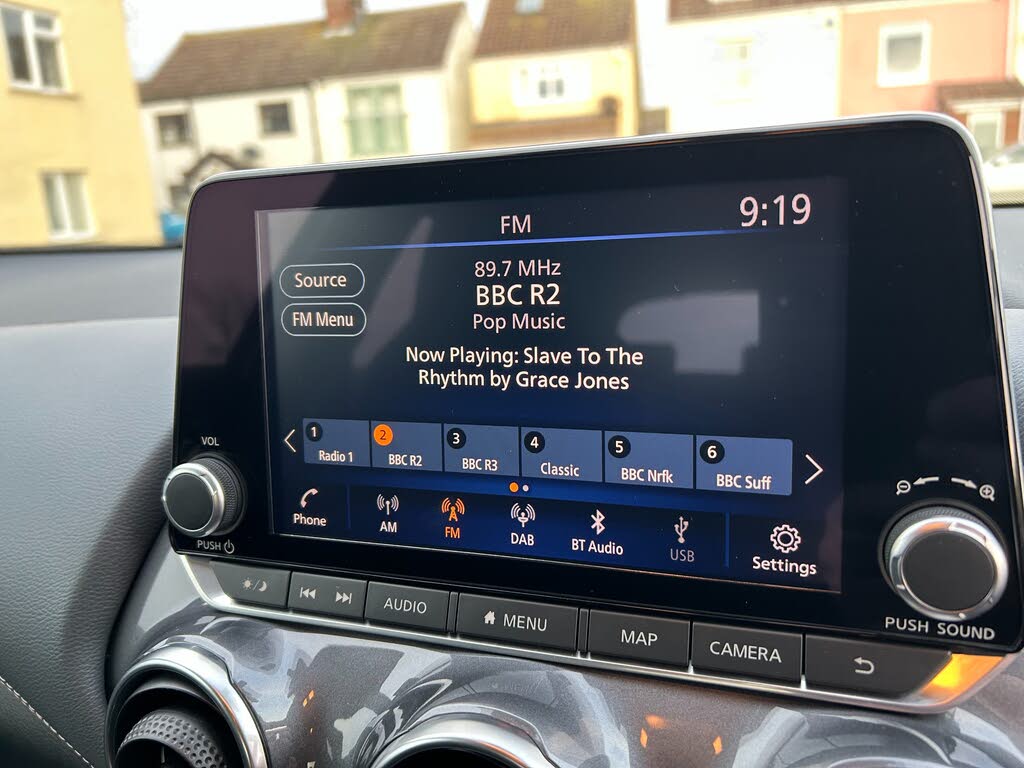 FM
9:19
Source
FM Menu
89.7 MHz
BBC R2
Pop Music
Now Playing: Slave To The
Rhythm by Grace Jones
1 Radio 1
2 BBC R2
3 BBC R3
4 Classic
5 BBC Nrfk
6 BBC Suff
Phone
AM
FM
DAB
BT Audio
USB
Settings
VOL
PUSH
PUSH SOUND
AUDIO
MENU
MAP
CAMERA